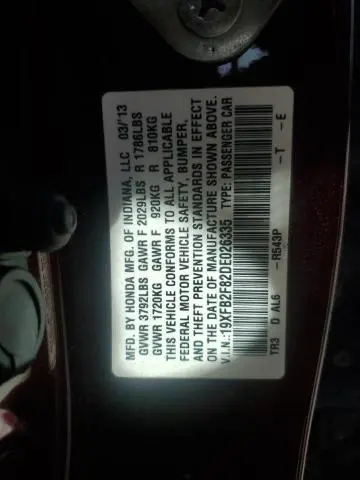 MFD. BY HONDA MFG. OF INDIANA, LLC 03/'13
GVWR 3792LBS GAWR F 2029LBS R 1786LBS
GVWR 1720KG GAWR F 920KG R 810KG
THIS VEHICLE CONFORMS TO ALL APPLICABLE
FEDERAL MOTOR VEHICLE SAFETY, BUMPER,
AND THEFT PREVENTION STANDARDS IN EFFECT
ON THE DATE OF MANUFACTURE SHOWN ABOVE.
V.I.N.: 19XFB2F82DE026335 TYPE: PASSENGER CAR
TR3 O AL6 -R543P -T -E